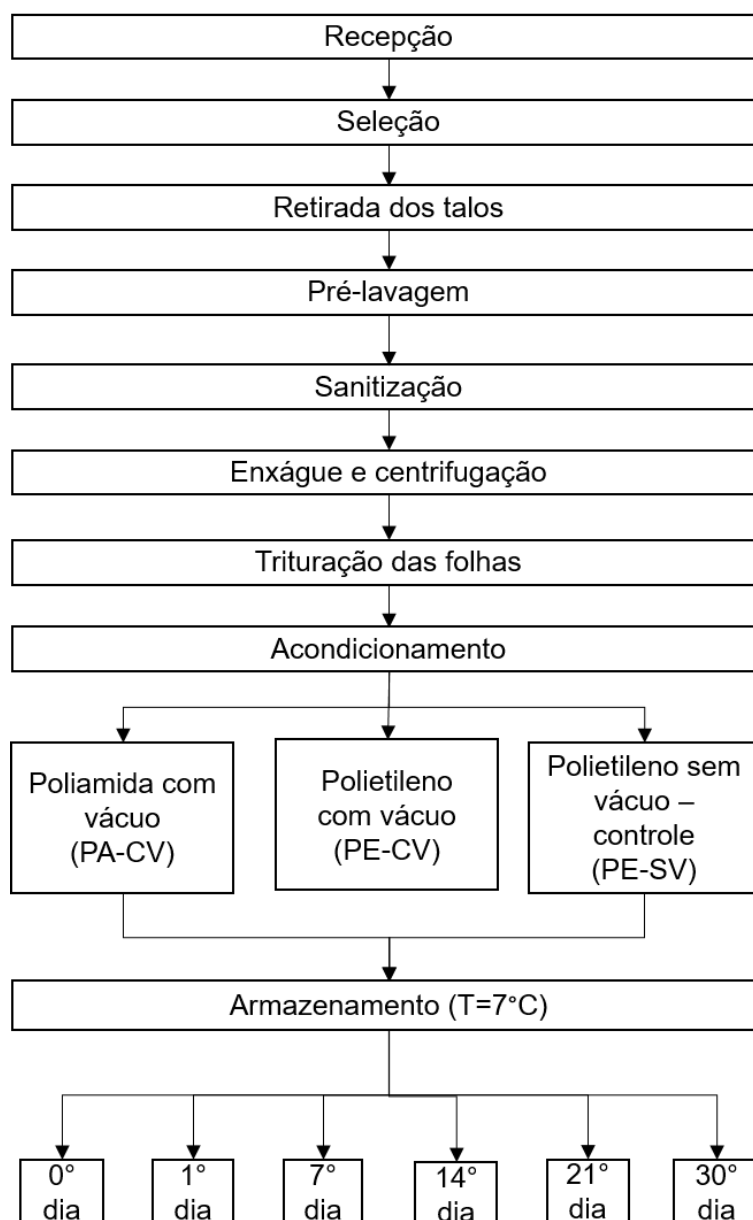 Recepção
Seleção
Retirada dos talos
Pré-lavagem
Sanitização
Enxágue e centrifugação
Trituração das folhas
Acondicionamento
Poliamida com
vácuo
(PA-CV)
Polietileno
com vácuo
(PE-CV)
Polietileno sem
vácuo –
controle
(PE-SV)
Armazenamento (T=7°C)
0°
dia
1°
dia
7°
dia
14°
dia
21°
dia
30°
dia